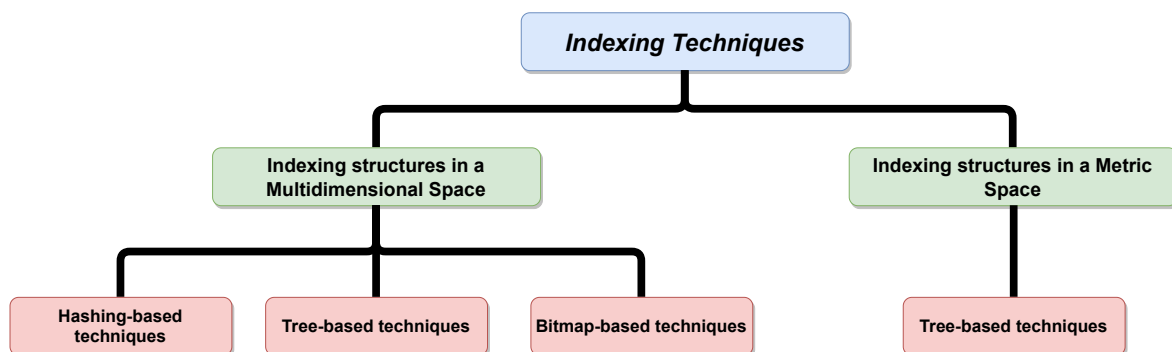 Indexing Techniques
Indexing structures in a
Multidimensional Space
Indexing structures in a Metric
Space
Hashing-based
techniques
Tree-based techniques
Bitmap-based techniques
Tree-based techniques